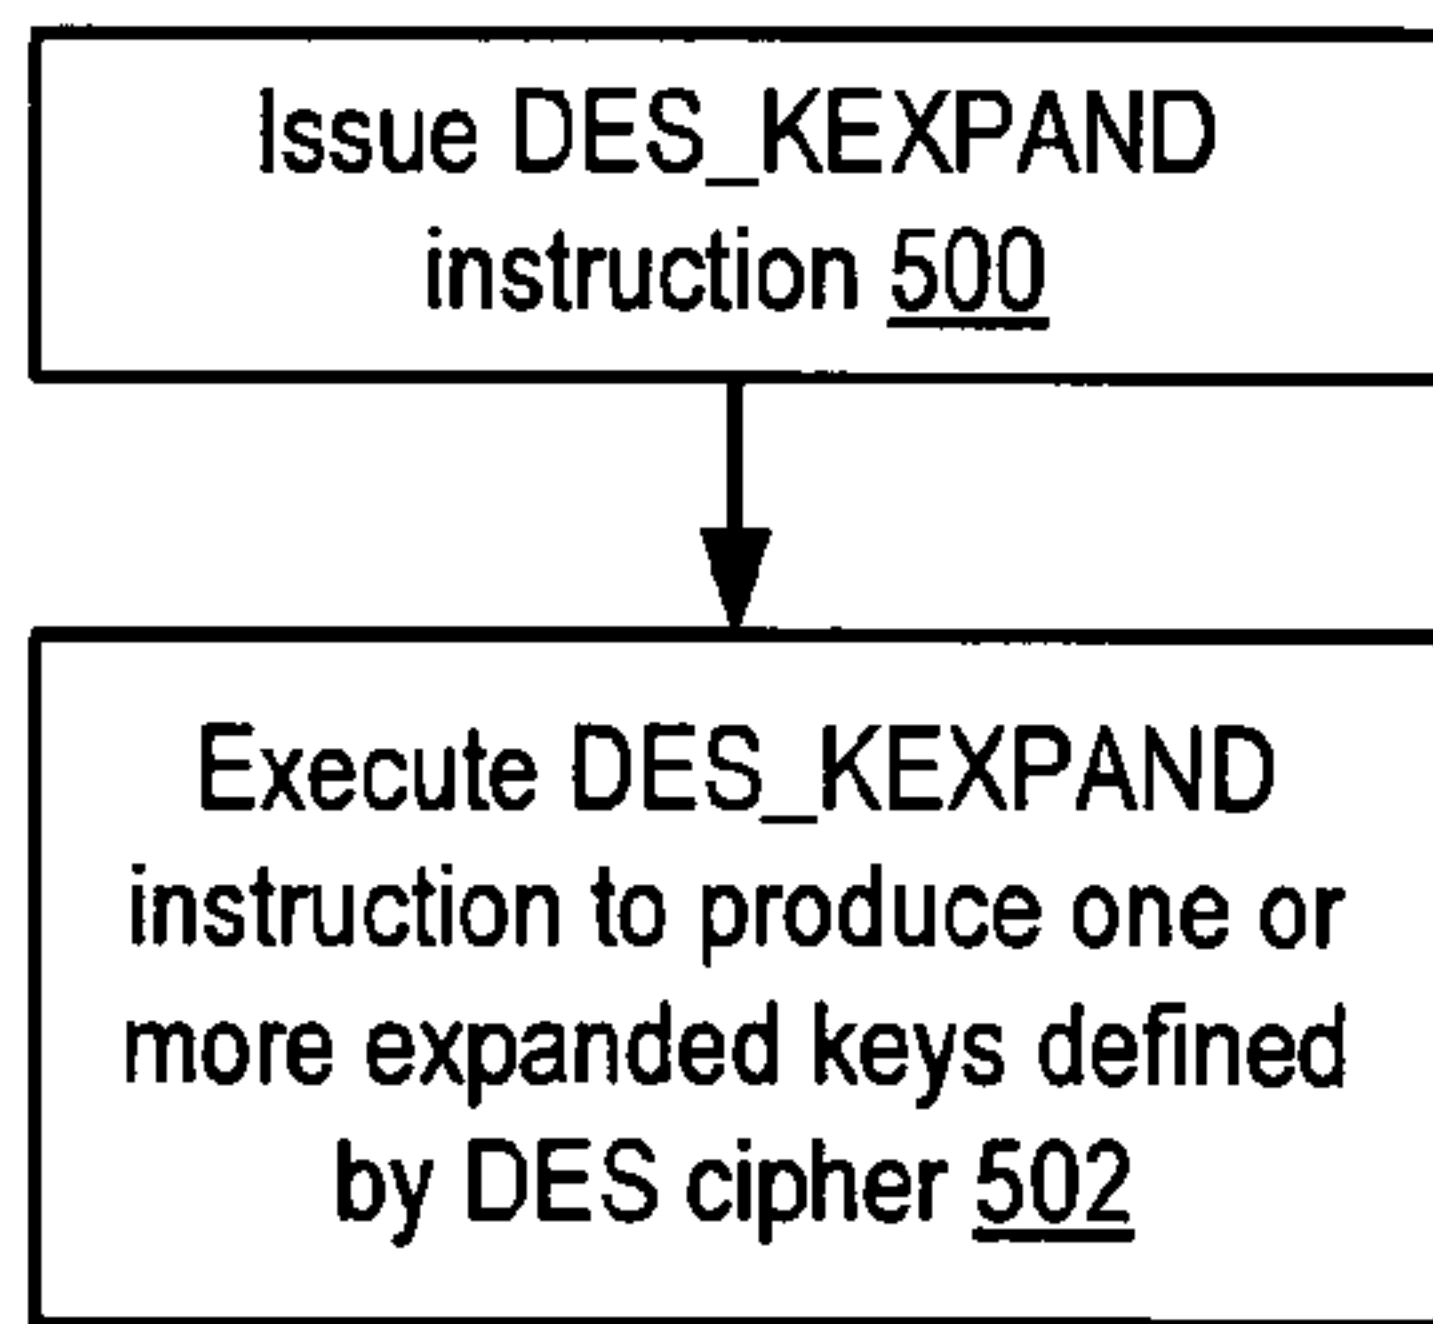 Issue DES_KEXPAND
instruction 500
Execute DES_KEXPAND
instruction to produce one or
more expanded keys defined
by DES cipher 502